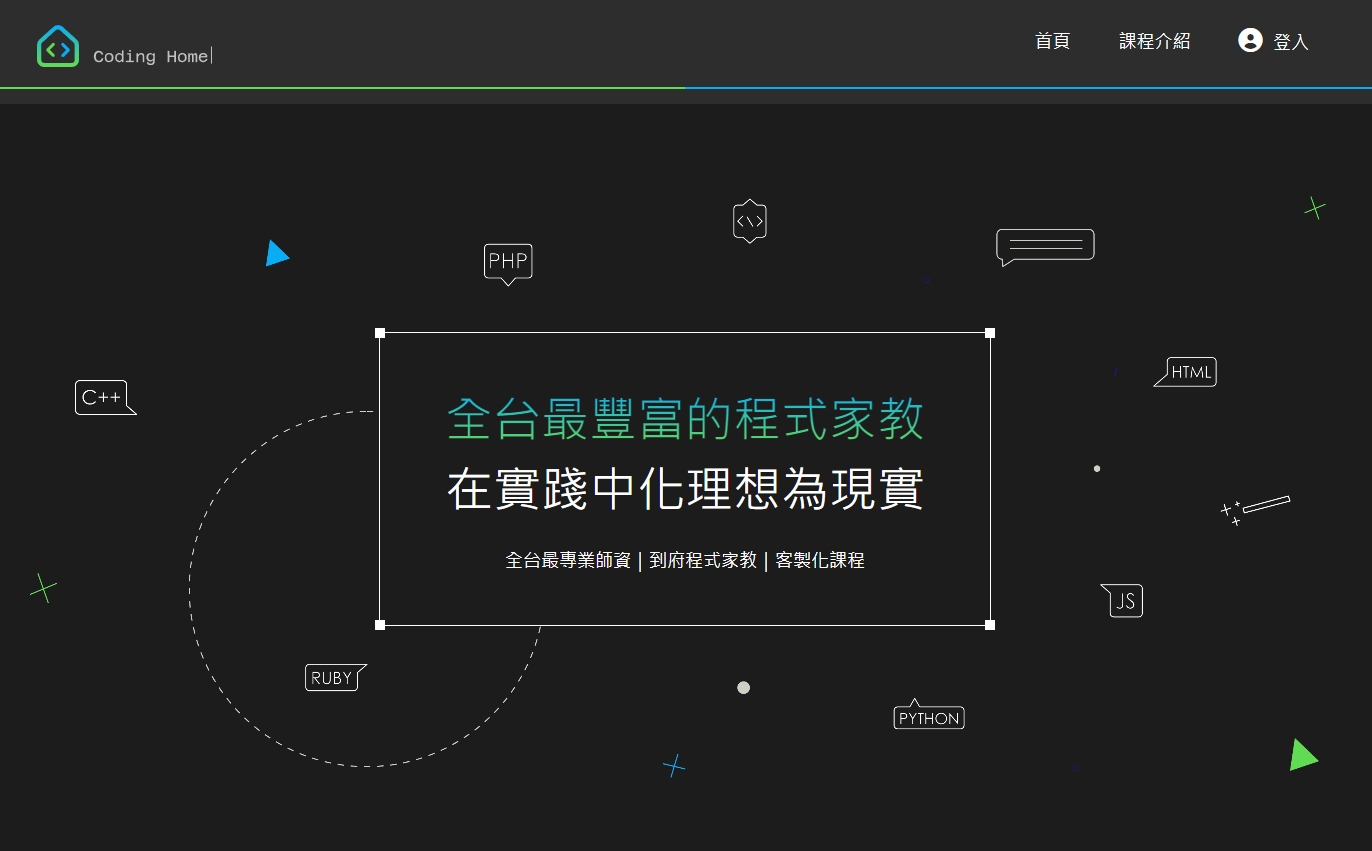 Coding Home
首頁
課程介紹
登入
PHP
C++
HTML
全台最豐富的程式家教
在實踐中化理想為現實
全台最專業師資 | 到府程式家教 | 客製化課程
JS
RUBY
PYTHON